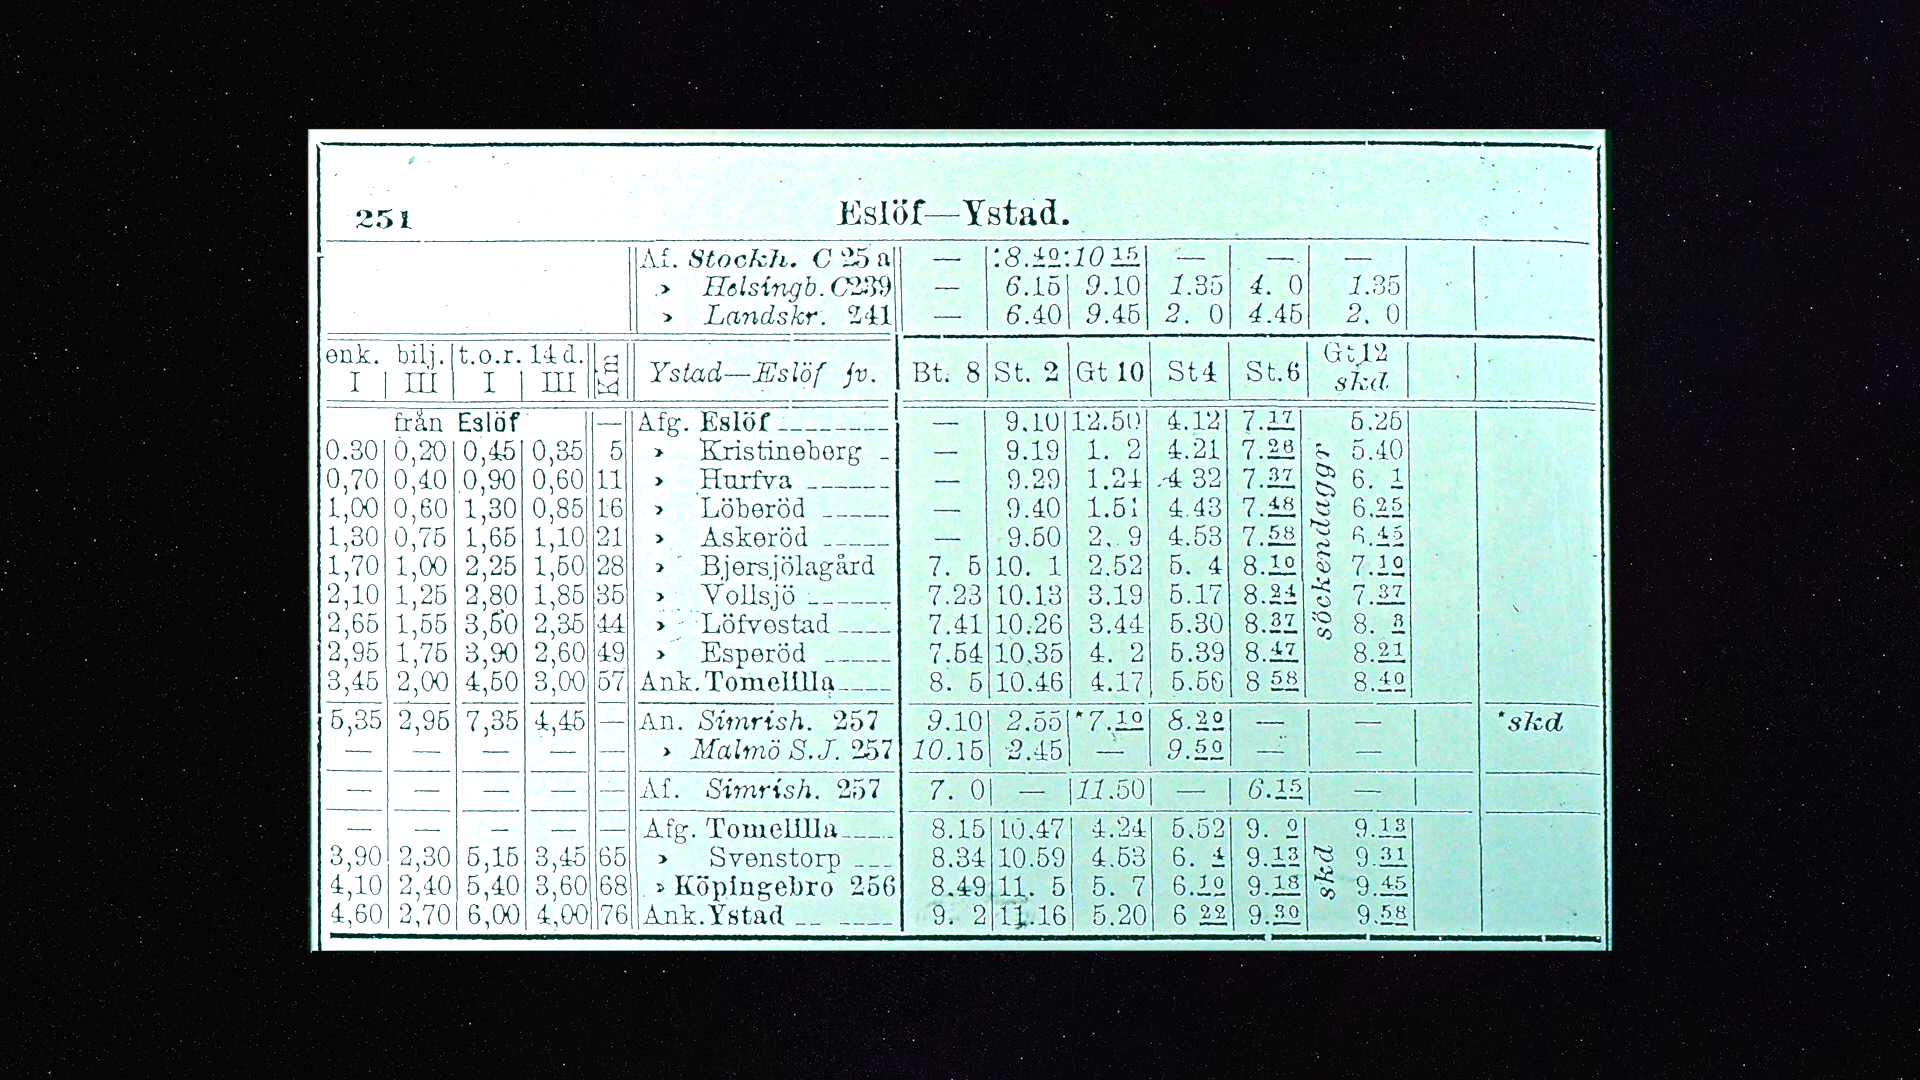 251 Eslöf—Ystad.
Af. Stockh. C 25 a — :8.40 :10 15 — — —
» Helsingb. C239 — 6.15 9.10 1.35 4. 0 1.35
» Landskr. 241 — 6.40 9.45 2. 0 4.45 2. 0
enk. bilj. t.o.r. 14 d. Km Ystad—Eslöf jv. Bt. 8 St. 2 Gt 10 St 4 St. 6 Gt 12 skd
I III I III
från Eslöf — Afg. Eslöf — 9.10 12.50 4.12 7.17 5.25
0.30 0,20 0,45 0,35 5 » Kristineberg — 9.19 1. 2 4.21 7.26 5.40
0,70 0,40 0,90 0,60 11 » Hurfva — 9.29 1.24 4 32 7.37 6. 1
1,00 0,60 1,30 0,85 16 » Löberöd — 9.40 1.51 4.43 7.48 6.25
1,30 0,75 1,65 1,10 21 » Askeröd — 9.50 2. 9 4.53 7.58 6.45
1,70 1,00 2,25 1,50 28 » Bjersjölagård 7. 5 10. 1 2.52 5. 4 8.10 7.10
2,10 1,25 2,80 1,85 35 » Vollsjö 7.23 10.13 3.19 5.17 8.24 7.37
2,65 1,55 3,50 2,35 44 » Löfvestad 7.41 10.26 3.44 5.30 8.37 8. 3
2,95 1,75 3,90 2,60 49 » Esperöd 7.54 10.35 4. 2 5.39 8.47 8.21
3,45 2,00 4,50 3,00 57 Ank. Tomelilla 8. 5 10.46 4.17 5.50 8 58 8.40
söckendaggr
5,35 2,95 7,35 4,45 — An. Simrish. 257 9.10 2.55 *7.10 8.20 — — *skd
— — — — — » Malmö S.J. 257 10.15 2.45 — 9.50 — —
— — — — — Af. Simrish. 257 7. 0 — 11.50 — 6.15 —
— — — — — Afg. Tomelilla 8.15 10.47 4.24 5.52 9. 0 9.13
3,90 2,30 5,15 3,45 65 » Svenstorp 8.34 10.59 4.53 6. 4 9.13 9.31
4,10 2,40 5,40 3,60 68 » Köpingebro 256 8.49 11. 5 5. 7 6.10 9.18 9.45
4,60 2,70 6,00 4,00 76 Ank. Ystad 9. 2 11.16 5.20 6 22 9.30 9.58
skd